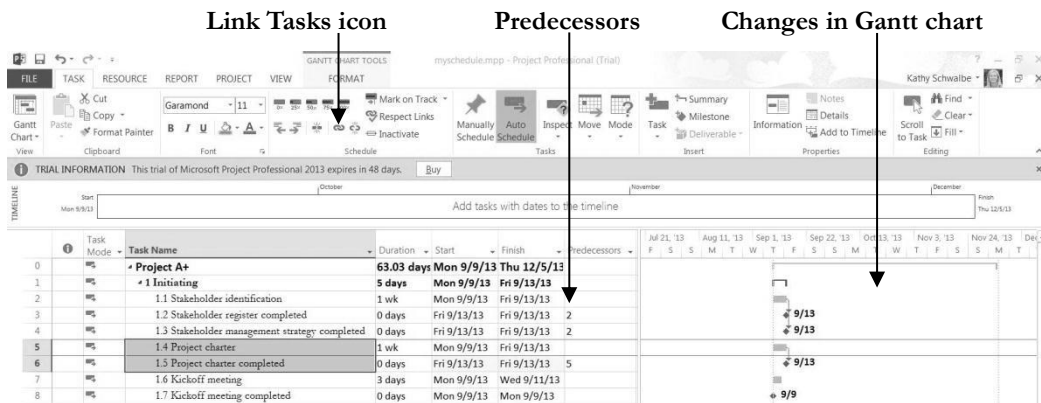 Link Tasks icon Predecessors Changes in Gantt chart
GANTT CHART TOOLS myschedule.mpp - Project Professional (Trial)
FILE TASK RESOURCE REPORT PROJECT VIEW FORMAT Kathy Schwalbe
Cut Garamond 11 Mark on Track Summary Notes Find
Copy Respect Links Milestone Details Clear
Gantt Chart Paste Format Painter B I U A Inactivate Manually Schedule Auto Schedule Inspect Move Mode Task Deliverable Information Add to Timeline Scroll to Task Fill
View Clipboard Font Schedule Tasks Insert Properties Editing
TRIAL INFORMATION This trial of Microsoft Project Professional 2013 expires in 48 days. Buy
TIMELINE
October November December
Start Finish
Mon 9/9/13 Add tasks with dates to the timeline Thu 12/5/13
Task Mode Task Name Duration Start Finish Predecessors
Jul 21, '13 Aug 11, '13 Sep 1, '13 Sep 22, '13 Oct 13, '13 Nov 3, '13 Nov 24, '13
F S S M T W T F S S M T W T F S S M T
0 Project A+ 63.03 days Mon 9/9/13 Thu 12/5/13
1 1 Initiating 5 days Mon 9/9/13 Fri 9/13/13
2 1.1 Stakeholder identification 1 wk Mon 9/9/13 Fri 9/13/13
3 1.2 Stakeholder register completed 0 days Fri 9/13/13 Fri 9/13/13 2 9/13
4 1.3 Stakeholder management strategy completed 0 days Fri 9/13/13 Fri 9/13/13 2 9/13
5 1.4 Project charter 1 wk Mon 9/9/13 Fri 9/13/13
6 1.5 Project charter completed 0 days Fri 9/13/13 Fri 9/13/13 5 9/13
7 1.6 Kickoff meeting 3 days Mon 9/9/13 Wed 9/11/13
8 1.7 Kickoff meeting completed 0 days Mon 9/9/13 Mon 9/9/13 9/9